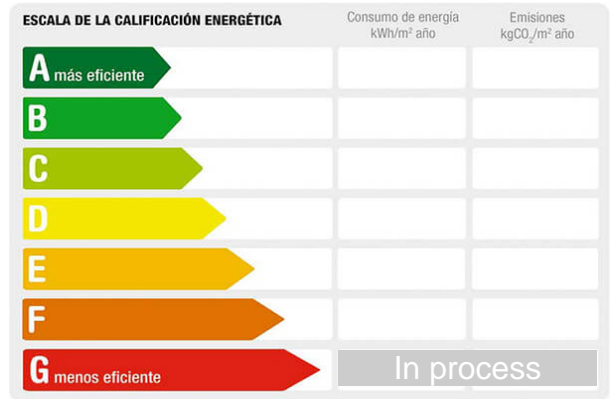 ESCALA DE LA CALIFICACIÓN ENERGÉTICA
Consumo de energía
kWh/m² año
Emisiones
kgCO₂/m² año
A más eficiente
B
C
D
E
F
G menos eficiente
In process